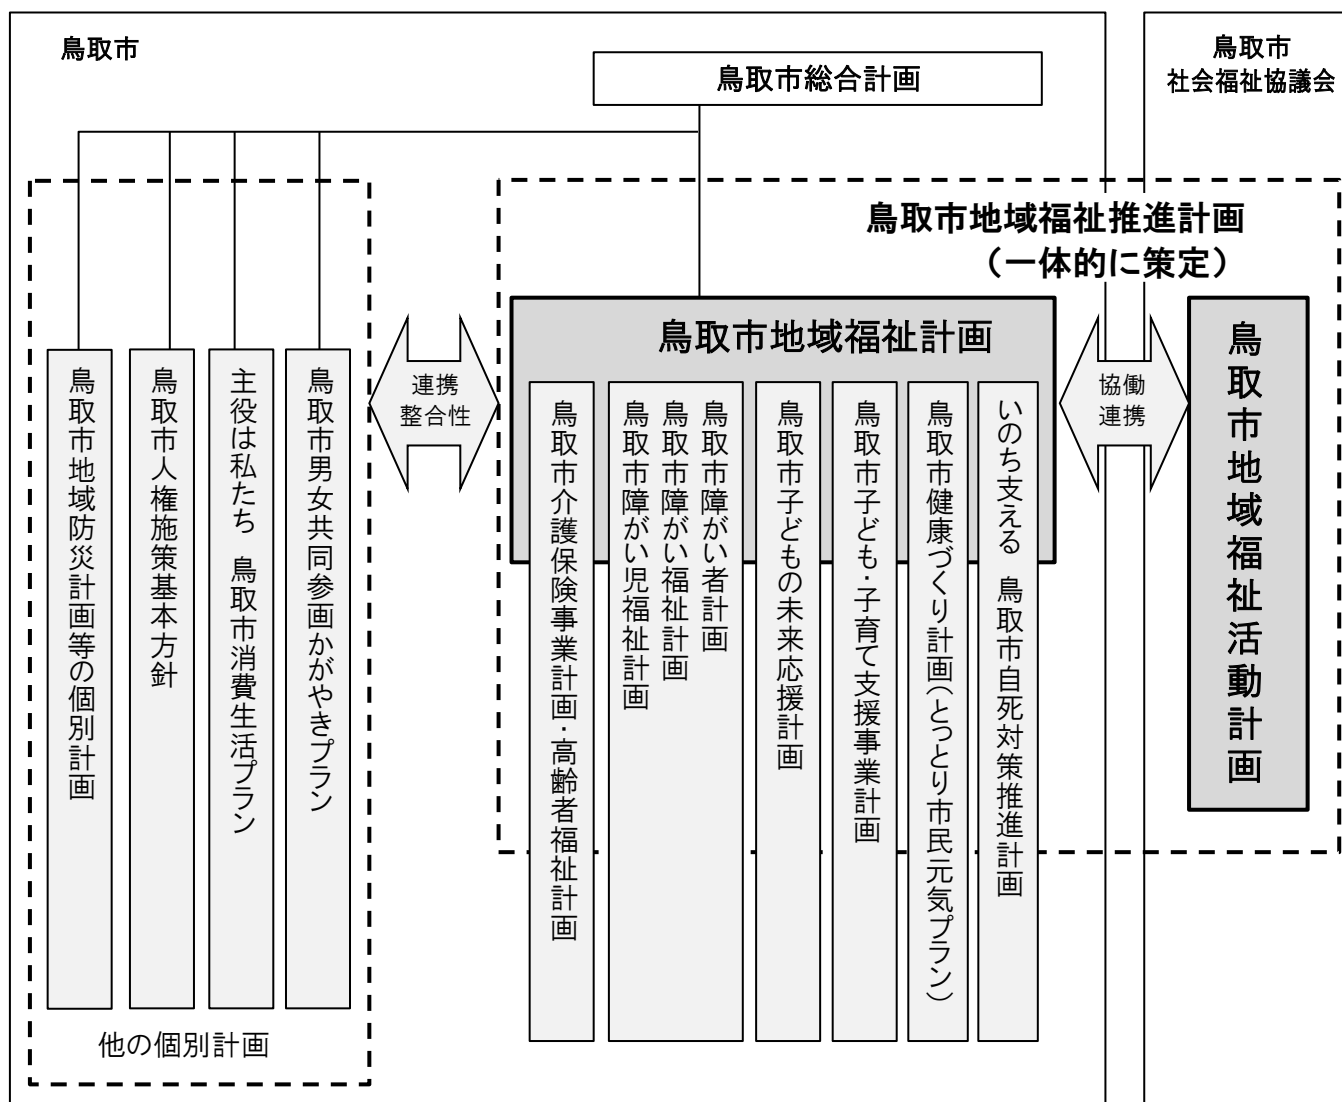 鳥取市
鳥取市
社会福祉協議会
鳥取市総合計画
鳥取市地域福祉推進計画
（一体的に策定）
鳥取市地域福祉計画
連携
整合性
協働
連携
鳥取市地域防災計画等の個別計画
鳥取市人権施策基本方針
主役は私たち 鳥取市消費生活プラン
鳥取市男女共同参画かがやきプラン
他の個別計画
鳥取市介護保険事業計画・高齢者福祉計画
鳥取市障がい者計画
鳥取市障がい福祉計画
鳥取市障がい児福祉計画
鳥取市子どもの未来応援計画
鳥取市子ども・子育て支援事業計画
鳥取市健康づくり計画（とっとり市民元気プラン）
いのち支える 鳥取市自死対策推進計画
鳥取市地域福祉活動計画